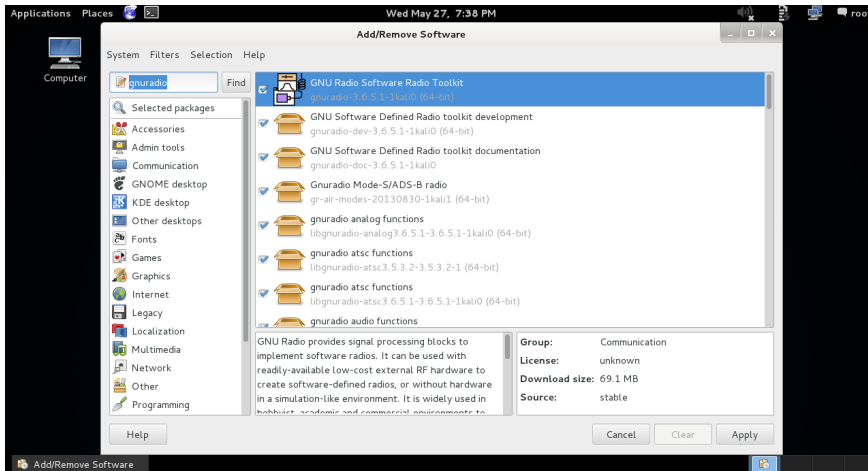 Applications Places
Wed May 27, 7:38 PM
roo
Add/Remove Software
System Filters Selection Help
Computer
gnuradio
Find
Selected packages
Accessories
Admin tools
Communication
GNOME desktop
KDE desktop
Other desktops
Fonts
Games
Graphics
Internet
Legacy
Localization
Multimedia
Network
Other
Programming
GNU Radio Software Radio Toolkit
gnuradio-3.6.5.1-1kali0 (64-bit)
GNU Software Defined Radio toolkit development
gnuradio-dev-3.6.5.1-1kali0 (64-bit)
GNU Software Defined Radio toolkit documentation
gnuradio-doc-3.6.5.1-1kali0
Gnuradio Mode-S/ADS-B radio
gr-air-modes-20130830-1kali1 (64-bit)
gnuradio analog functions
libgnuradio-analog3.6.5.1-3.6.5.1-1kali0 (64-bit)
gnuradio atsc functions
libgnuradio-atsc3.5.3.2-3.5.3.2-1 (64-bit)
gnuradio atsc functions
libgnuradio-atsc3.6.5.1-3.6.5.1-1kali0 (64-bit)
gnuradio audio functions
GNU Radio provides signal processing blocks to
implement software radios. It can be used with
readily-available low-cost external RF hardware to
create software-defined radios, or without hardware
in a simulation-like environment. It is widely used in
hobbyist, academic and commercial environments to
Group: Communication
License: unknown
Download size: 69.1 MB
Source: stable
Help
Cancel
Clear
Apply
Add/Remove Software